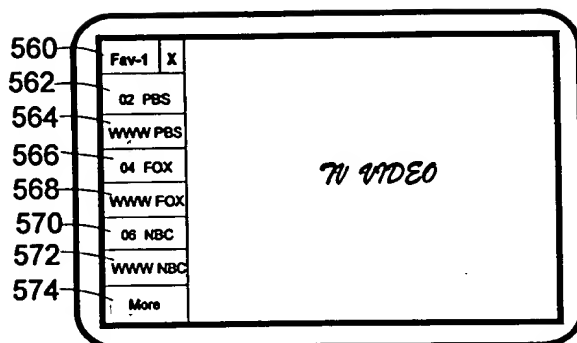 560
Fav-1 X
562
02 PBS
564
WWW PBS
566
04 FOX
TV VIDEO
568
WWW FOX
570
06 NBC
572
WWW NBC
574
More